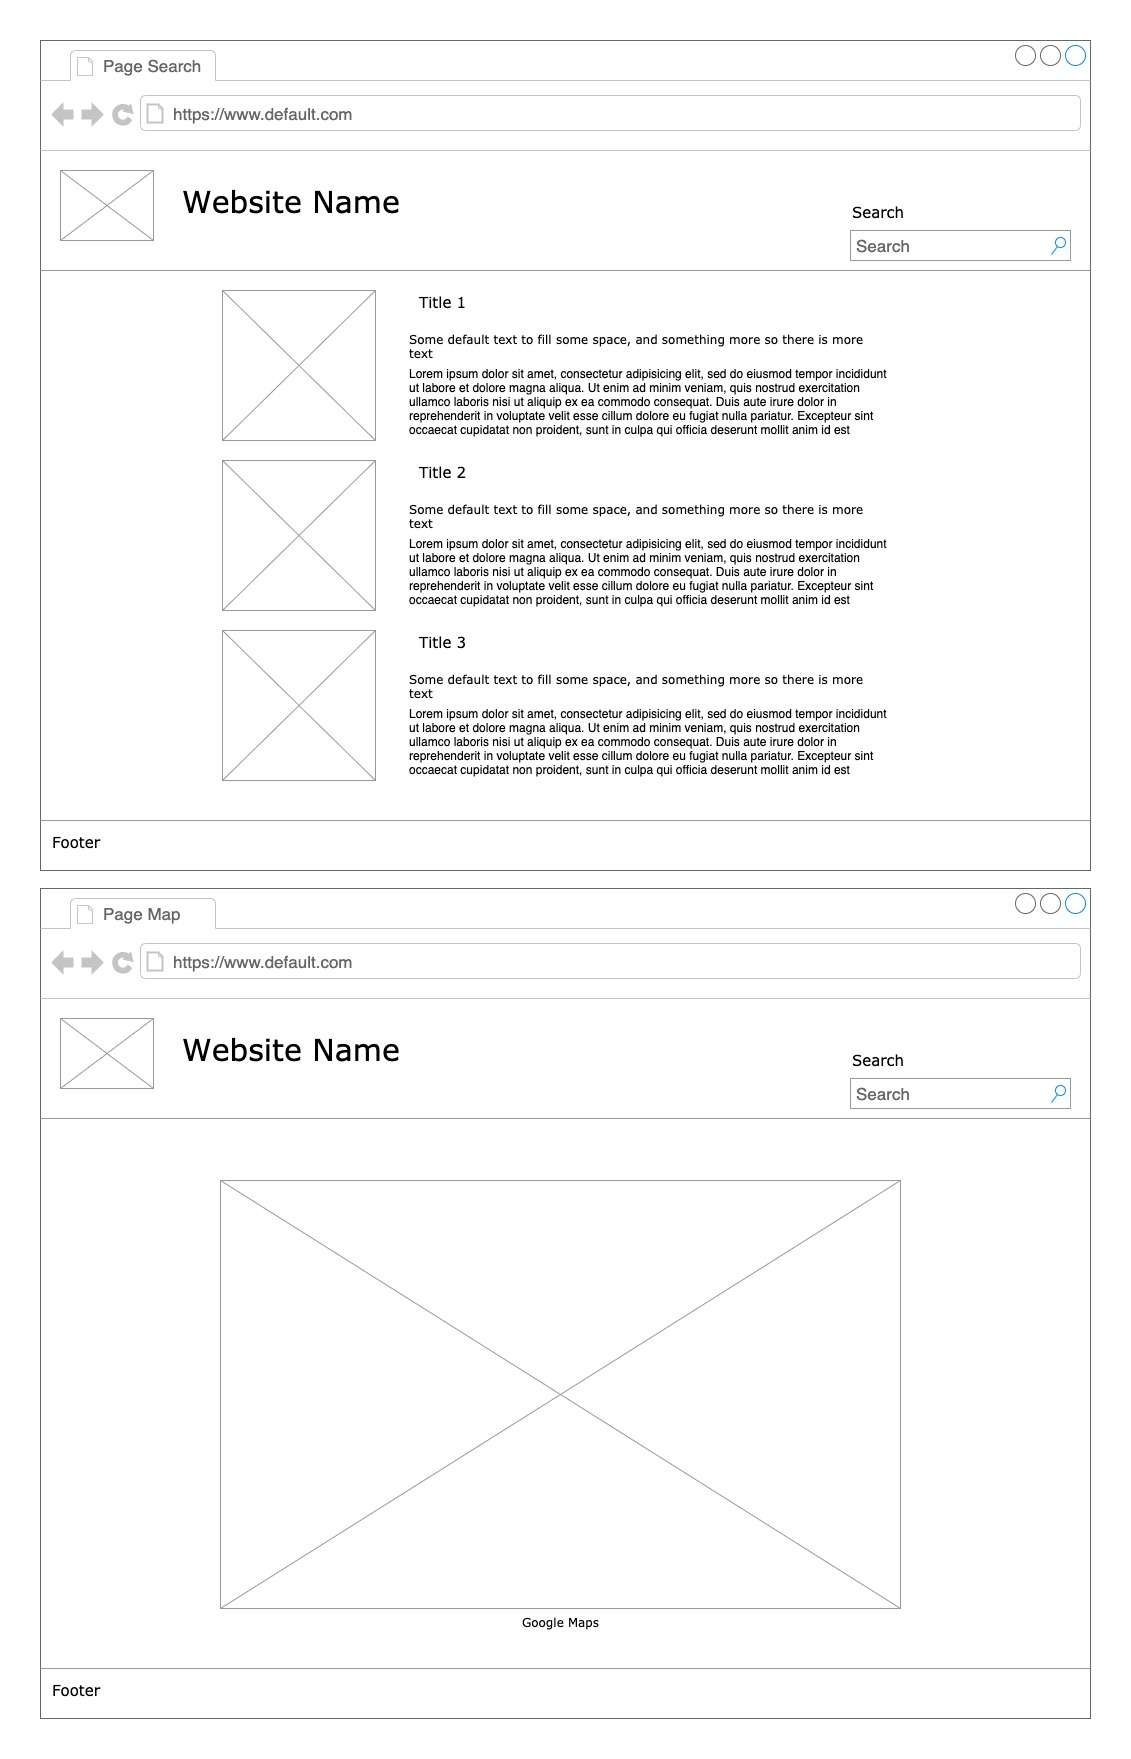 Page Search
https://www.default.com
Website Name
Search
Search
Title 1
Some default text to fill some space, and something more so there is more
text
Lorem ipsum dolor sit amet, consectetur adipisicing elit, sed do eiusmod tempor incididunt
ut labore et dolore magna aliqua. Ut enim ad minim veniam, quis nostrud exercitation
ullamco laboris nisi ut aliquip ex ea commodo consequat. Duis aute irure dolor in
reprehenderit in voluptate velit esse cillum dolore eu fugiat nulla pariatur. Excepteur sint
occaecat cupidatat non proident, sunt in culpa qui officia deserunt mollit anim id est
Title 2
Some default text to fill some space, and something more so there is more
text
Lorem ipsum dolor sit amet, consectetur adipisicing elit, sed do eiusmod tempor incididunt
ut labore et dolore magna aliqua. Ut enim ad minim veniam, quis nostrud exercitation
ullamco laboris nisi ut aliquip ex ea commodo consequat. Duis aute irure dolor in
reprehenderit in voluptate velit esse cillum dolore eu fugiat nulla pariatur. Excepteur sint
occaecat cupidatat non proident, sunt in culpa qui officia deserunt mollit anim id est
Title 3
Some default text to fill some space, and something more so there is more
text
Lorem ipsum dolor sit amet, consectetur adipisicing elit, sed do eiusmod tempor incididunt
ut labore et dolore magna aliqua. Ut enim ad minim veniam, quis nostrud exercitation
ullamco laboris nisi ut aliquip ex ea commodo consequat. Duis aute irure dolor in
reprehenderit in voluptate velit esse cillum dolore eu fugiat nulla pariatur. Excepteur sint
occaecat cupidatat non proident, sunt in culpa qui officia deserunt mollit anim id est
Footer
Page Map
https://www.default.com
Website Name
Search
Search
Google Maps
Footer